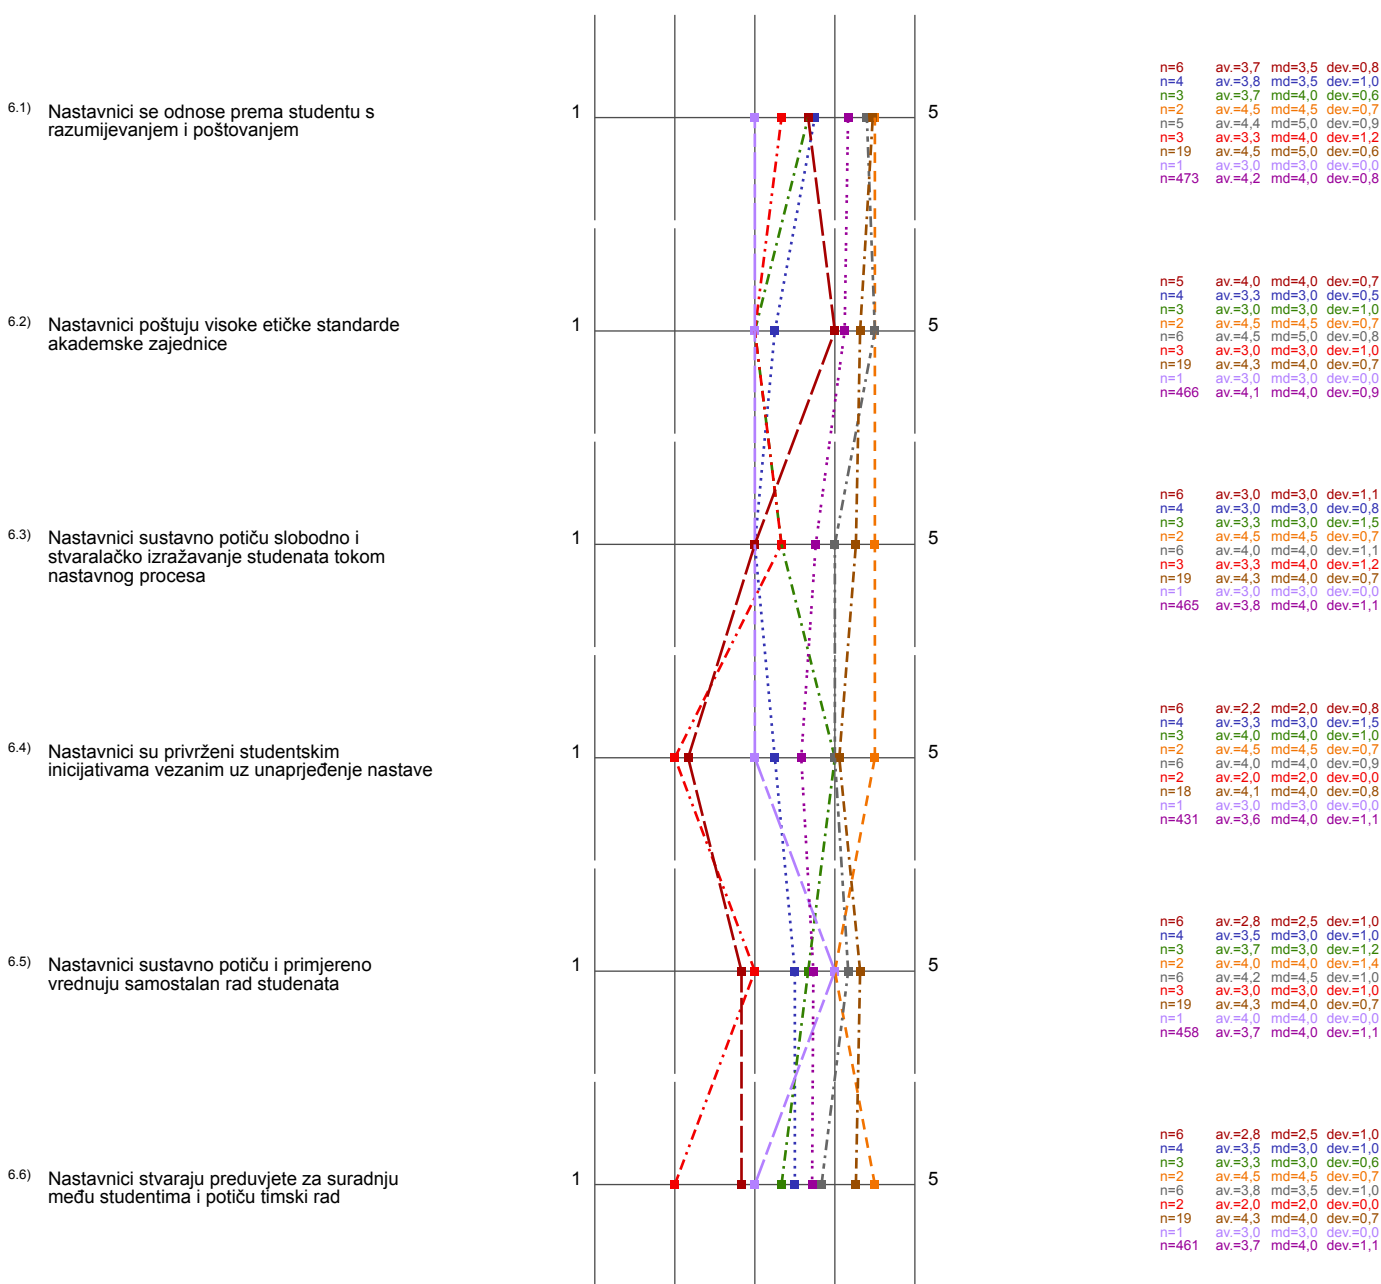 6.1) Nastavnici se odnose prema studentu s
razumijevanjem i poštovanjem
1 5
n=6 av.=3,7 md=3,5 dev.=0,8
n=4 av.=3,8 md=3,5 dev.=1,0
n=3 av.=3,7 md=4,0 dev.=0,6
n=2 av.=4,5 md=4,5 dev.=0,7
n=5 av.=4,4 md=5,0 dev.=0,9
n=3 av.=3,3 md=4,0 dev.=1,2
n=19 av.=4,5 md=5,0 dev.=0,6
n=1 av.=3,0 md=3,0 dev.=0,0
n=473 av.=4,2 md=4,0 dev.=0,8
6.2) Nastavnici poštuju visoke etičke standarde
akademske zajednice
1 5
n=5 av.=4,0 md=4,0 dev.=0,7
n=4 av.=3,3 md=3,0 dev.=0,5
n=3 av.=3,0 md=3,0 dev.=1,0
n=2 av.=4,5 md=4,5 dev.=0,7
n=6 av.=4,5 md=5,0 dev.=0,8
n=3 av.=3,0 md=3,0 dev.=1,0
n=19 av.=4,3 md=4,0 dev.=0,7
n=1 av.=3,0 md=3,0 dev.=0,0
n=466 av.=4,1 md=4,0 dev.=0,9
6.3) Nastavnici sustavno potiču slobodno i
stvaralačko izražavanje studenata tokom
nastavnog procesa
1 5
n=6 av.=3,0 md=3,0 dev.=1,1
n=4 av.=3,0 md=3,0 dev.=0,8
n=3 av.=3,3 md=3,0 dev.=1,5
n=2 av.=4,5 md=4,5 dev.=0,7
n=6 av.=4,0 md=4,0 dev.=1,1
n=3 av.=3,3 md=4,0 dev.=1,2
n=19 av.=4,3 md=4,0 dev.=0,7
n=1 av.=3,0 md=3,0 dev.=0,0
n=465 av.=3,8 md=4,0 dev.=1,1
6.4) Nastavnici su privrženi studentskim
inicijativama vezanim uz unaprjeđenje nastave
1 5
n=6 av.=2,2 md=2,0 dev.=0,8
n=4 av.=3,3 md=3,0 dev.=1,5
n=3 av.=4,0 md=4,0 dev.=1,0
n=2 av.=4,5 md=4,5 dev.=0,7
n=6 av.=4,0 md=4,0 dev.=0,9
n=2 av.=2,0 md=2,0 dev.=0,0
n=18 av.=4,1 md=4,0 dev.=0,8
n=1 av.=3,0 md=3,0 dev.=0,0
n=431 av.=3,6 md=4,0 dev.=1,1
6.5) Nastavnici sustavno potiču i primjereno
vrednuju samostalan rad studenata
1 5
n=6 av.=2,8 md=2,5 dev.=1,0
n=4 av.=3,5 md=3,0 dev.=1,0
n=3 av.=3,7 md=3,0 dev.=1,2
n=2 av.=4,0 md=4,0 dev.=1,4
n=6 av.=4,2 md=4,5 dev.=1,0
n=3 av.=3,0 md=3,0 dev.=1,0
n=19 av.=4,3 md=4,0 dev.=0,7
n=1 av.=4,0 md=4,0 dev.=0,0
n=458 av.=3,7 md=4,0 dev.=1,1
6.6) Nastavnici stvaraju preduvjete za suradnju
među studentima i potiču timski rad
1 5
n=6 av.=2,8 md=2,5 dev.=1,0
n=4 av.=3,5 md=3,0 dev.=1,0
n=3 av.=3,3 md=3,0 dev.=0,6
n=2 av.=4,5 md=4,5 dev.=0,7
n=6 av.=3,8 md=3,5 dev.=1,0
n=2 av.=2,0 md=2,0 dev.=0,0
n=19 av.=4,3 md=4,0 dev.=0,7
n=1 av.=3,0 md=3,0 dev.=0,0
n=461 av.=3,7 md=4,0 dev.=1,1